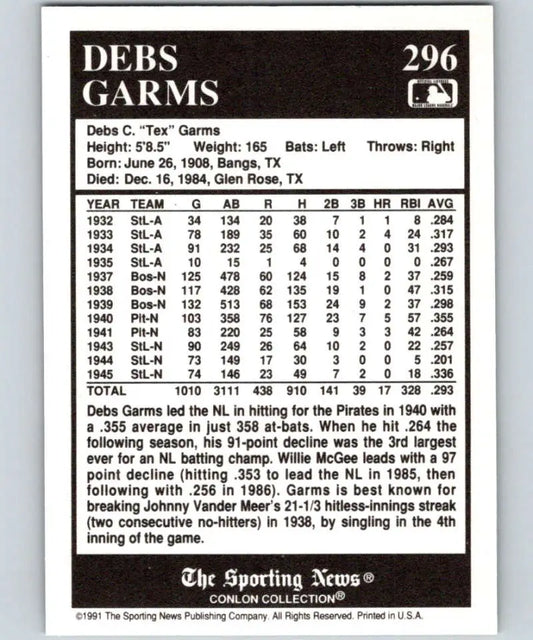 DEBS
GARMS
296
Debs C. "Tex" Garms
Height: 5'8.5" Weight: 165 Bats: Left Throws: Right
Born: June 26, 1908, Bangs, TX
Died: Dec. 16, 1984, Glen Rose, TX
YEAR TEAM G AB R H 2B 3B HR RBI AVG
1932 StL-A 34 134 20 38 7 1 1 8 .284
1933 StL-A 78 189 35 60 10 2 4 24 .317
1934 StL-A 91 232 25 68 14 4 0 31 .293
1935 StL-A 10 15 1 4 0 0 0 0 .267
1937 Bos-N 125 478 60 124 15 8 2 37 .259
1938 Bos-N 117 428 62 135 19 1 0 47 .315
1939 Bos-N 132 513 68 153 24 9 2 37 .298
1940 Pit-N 103 358 76 127 23 7 5 57 .355
1941 Pit-N 83 220 25 58 9 3 3 42 .264
1943 StL-N 90 249 26 64 10 2 0 22 .257
1944 StL-N 73 149 17 30 3 0 0 5 .201
1945 StL-N 74 146 23 49 7 2 0 18 .336
TOTAL 1010 3111 438 910 141 39 17 328 .293
Debs Garms led the NL in hitting for the Pirates in 1940 with
a .355 average in just 358 at-bats. When he hit .264 the
following season, his 91-point decline was the 3rd largest
ever for an NL batting champ. Willie McGee leads with a 97
point decline (hitting .353 to lead the NL in 1985, then
following with .256 in 1986). Garms is best known for
breaking Johnny Vander Meer's 21-1/3 hitless-innings streak
(two consecutive no-hitters) in 1938, by singling in the 4th
inning of the game.
The Sporting News®
CONLON COLLECTION®
©1991 The Sporting News Publishing Company. All Rights Reserved. Printed in U.S.A.